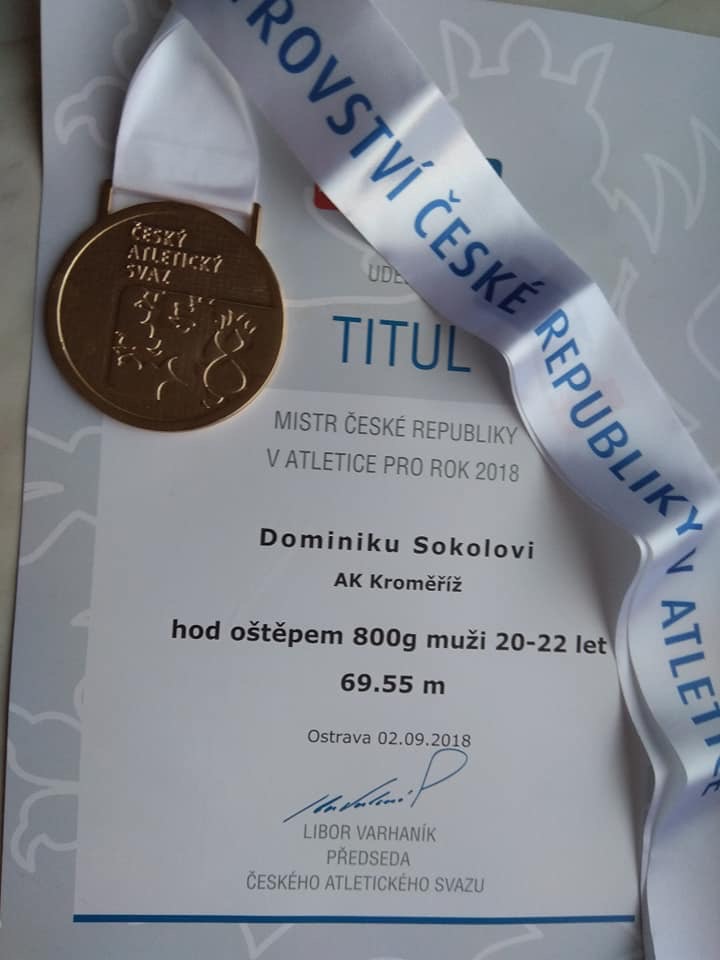 ČESKÝ
ATLETICKÝ
SVAZ
ČESKÉ REPUBLIKY V ATLETICE
TITUL
MISTR ČESKÉ REPUBLIKY
V ATLETICE PRO ROK 2018
Dominiku Sokolovi
AK Kroměříž
hod oštěpem 800g muži 20-22 let
69.55 m
Ostrava 02.09.2018
LIBOR VARHANÍK
PŘEDSEDA
ČESKÉHO ATLETICKÉHO SVAZU